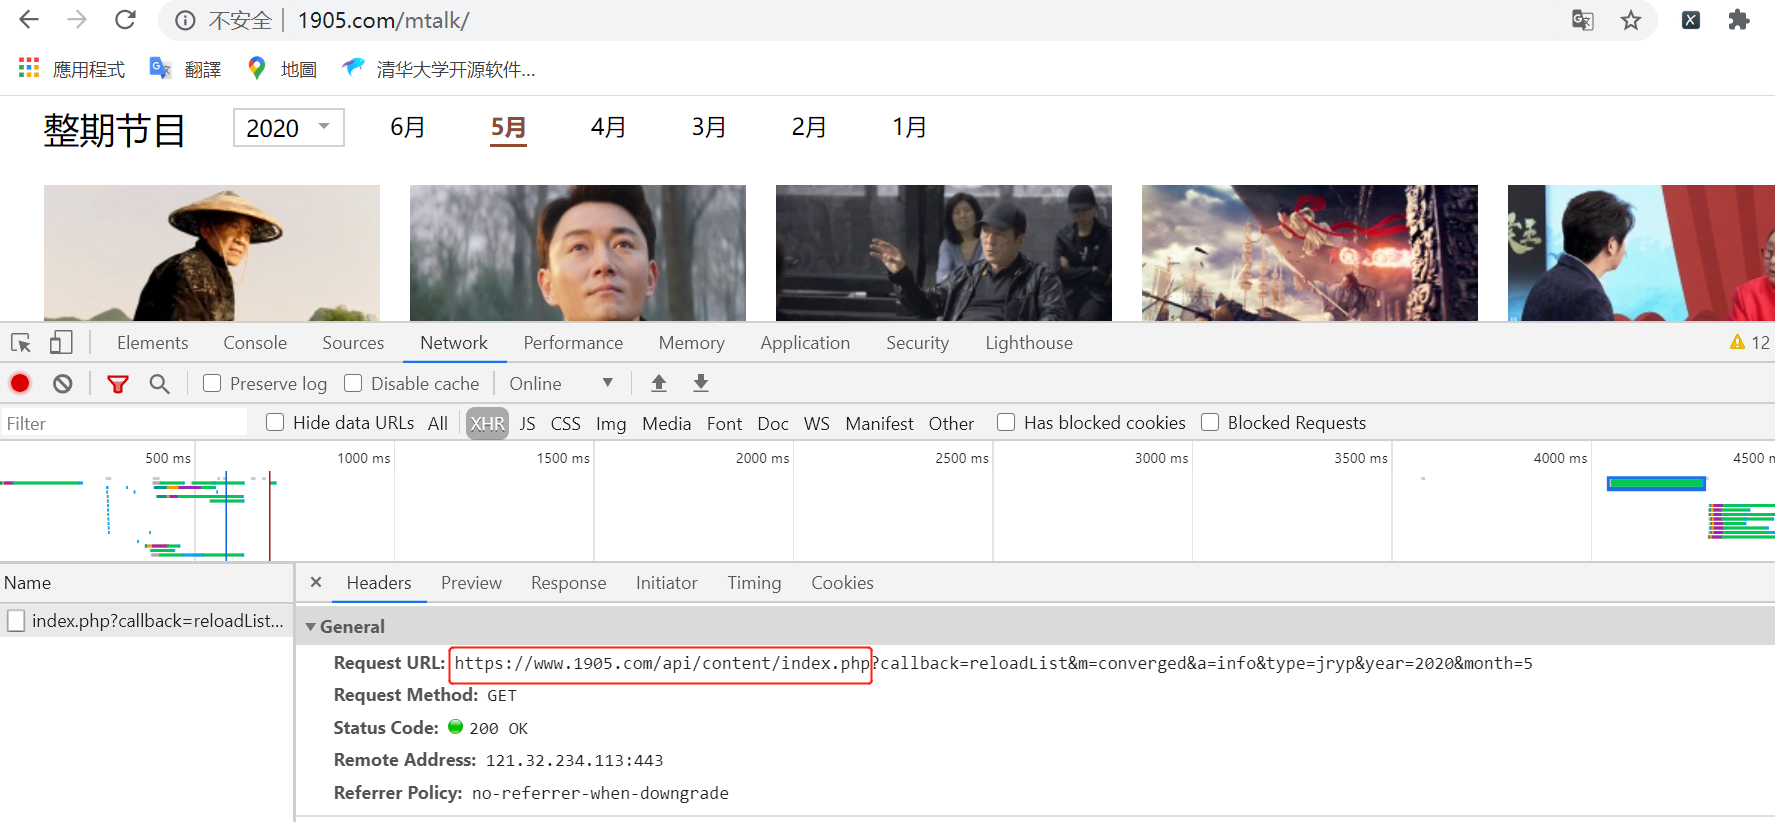 不安全 | 1905.com/mtalk/
應用程式 翻譯 地圖 清华大学开源软件...
整期节目 2020 6月 5月 4月 3月 2月 1月
Elements Console Sources Network Performance Memory Application Security Lighthouse 12
Preserve log Disable cache Online
Filter Hide data URLs All XHR JS CSS Img Media Font Doc WS Manifest Other Has blocked cookies Blocked Requests
500 ms 1000 ms 1500 ms 2000 ms 2500 ms 3000 ms 3500 ms 4000 ms 4500 m
Name × Headers Preview Response Initiator Timing Cookies
index.php?callback=reloadList...
General
Request URL: https://www.1905.com/api/content/index.php?callback=reloadList&m=converged&a=info&type=jryp&year=2020&month=5
Request Method: GET
Status Code: 200 OK
Remote Address: 121.32.234.113:443
Referrer Policy: no-referrer-when-downgrade